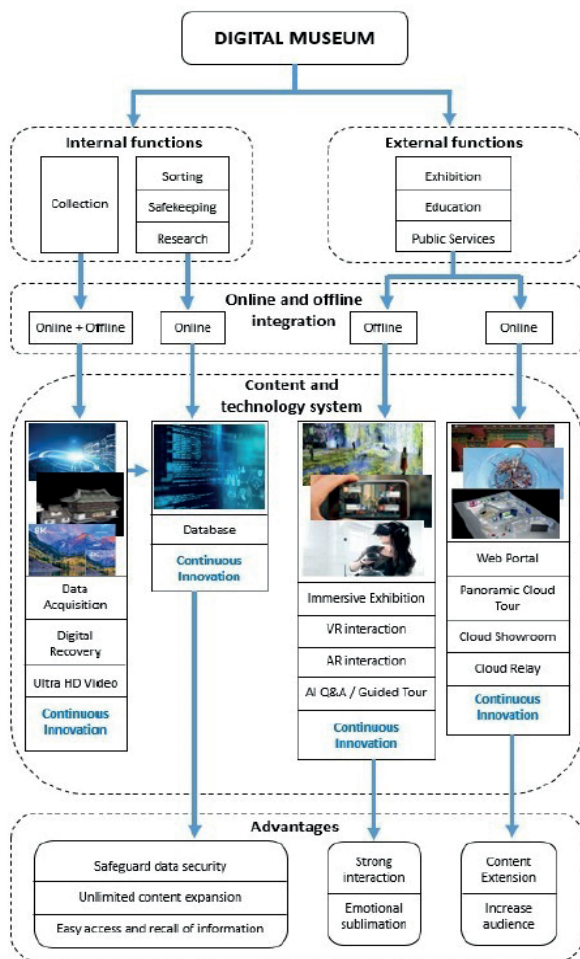 DIGITAL MUSEUM
Internal functions
Collection
Sorting
Safekeeping
Research
External functions
Exhibition
Education
Public Services
Online and offline
integration
Online + Offline
Online
Offline
Online
Content and
technology system
8K
4K
Data
Acquisition
Digital
Recovery
Ultra HD Video
Continuous
Innovation
Database
Continuous
Innovation
Immersive Exhibition
VR interaction
AR interaction
AI Q&A / Guided Tour
Continuous
Innovation
Web Portal
Panoramic Cloud
Tour
Cloud Showroom
Cloud Relay
Continuous
Innovation
Advantages
Safeguard data security
Unlimited content expansion
Easy access and recall of information
Strong
interaction
Emotional
sublimation
Content
Extension
Increase
audience